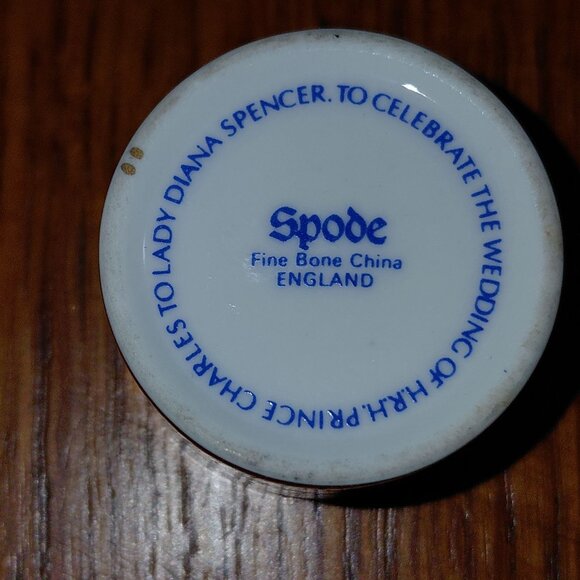 TO CELEBRATE THE WEDDING OF H.R.H. PRINCE CHARLES TO LADY DIANA SPENCER.
Spode
Fine Bone China
ENGLAND